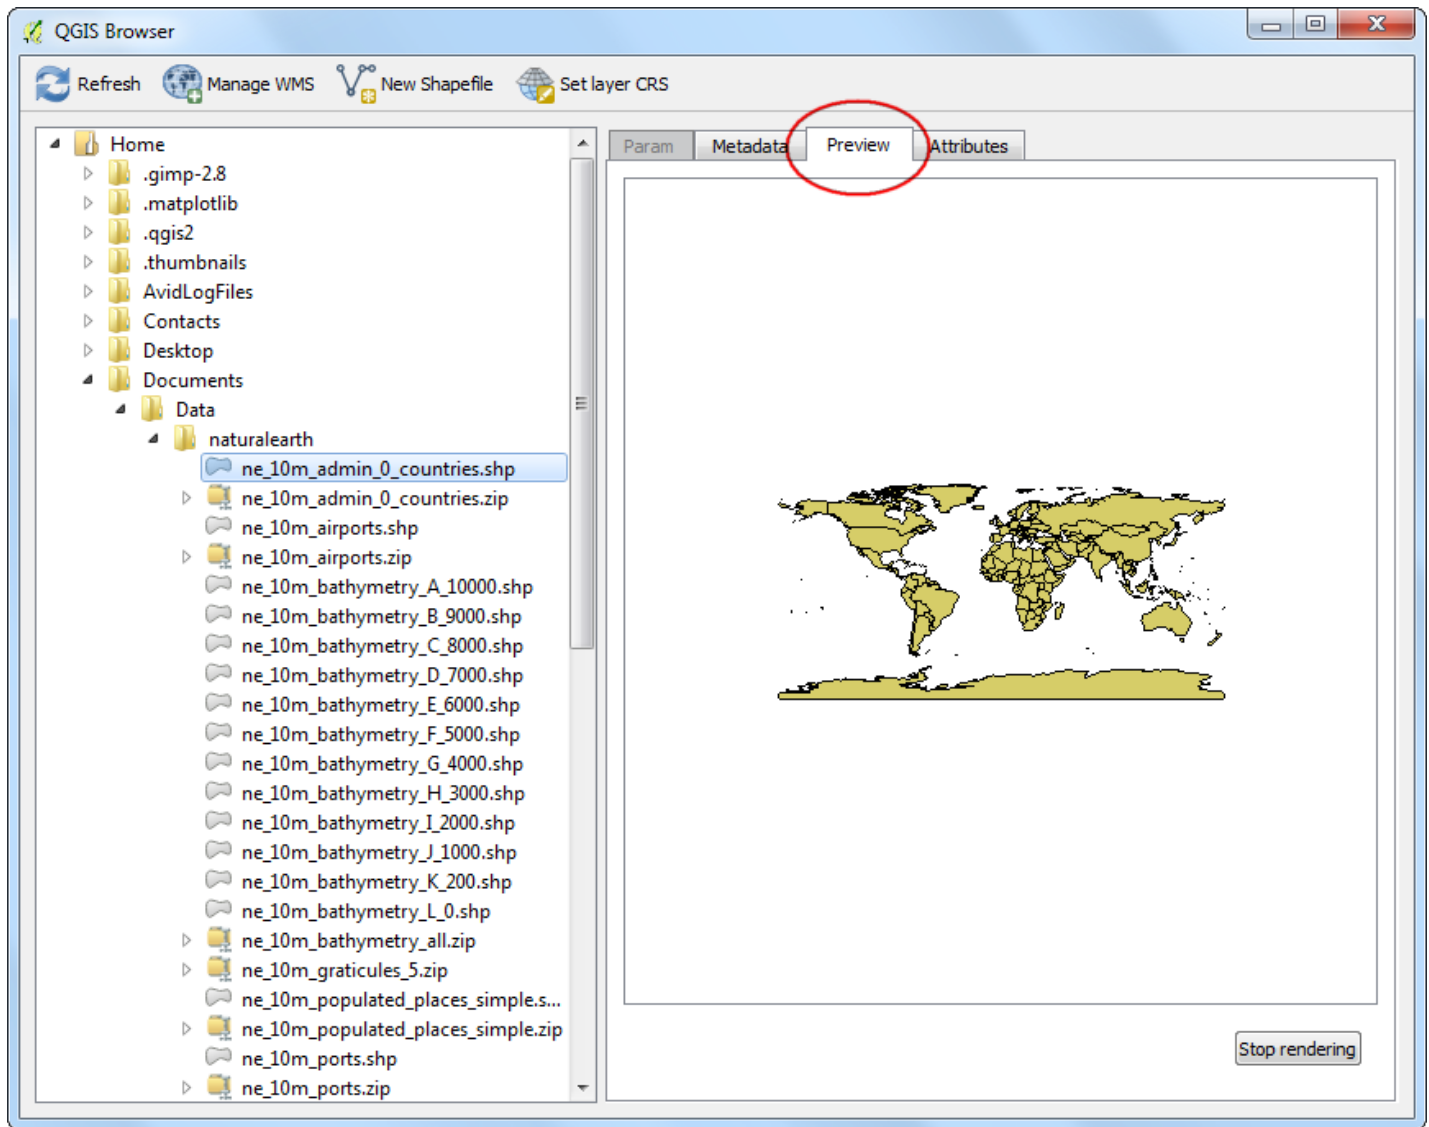 QGIS Browser
Refresh Manage WMS New Shapefile Set layer CRS
Home
.gimp-2.8
.matplotlib
.qgis2
.thumbnails
AvidLogFiles
Contacts
Desktop
Documents
Data
naturalearth
ne_10m_admin_0_countries.shp
ne_10m_admin_0_countries.zip
ne_10m_airports.shp
ne_10m_airports.zip
ne_10m_bathymetry_A_10000.shp
ne_10m_bathymetry_B_9000.shp
ne_10m_bathymetry_C_8000.shp
ne_10m_bathymetry_D_7000.shp
ne_10m_bathymetry_E_6000.shp
ne_10m_bathymetry_F_5000.shp
ne_10m_bathymetry_G_4000.shp
ne_10m_bathymetry_H_3000.shp
ne_10m_bathymetry_I_2000.shp
ne_10m_bathymetry_J_1000.shp
ne_10m_bathymetry_K_200.shp
ne_10m_bathymetry_L_0.shp
ne_10m_bathymetry_all.zip
ne_10m_graticules_5.zip
ne_10m_populated_places_simple.s...
ne_10m_populated_places_simple.zip
ne_10m_ports.shp
ne_10m_ports.zip
Param Metadata Preview Attributes
Stop rendering